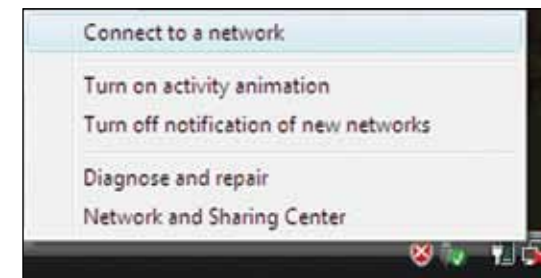 Connect to a network
Turn on activity animation
Turn off notification of new networks
Diagnose and repair
Network and Sharing Center